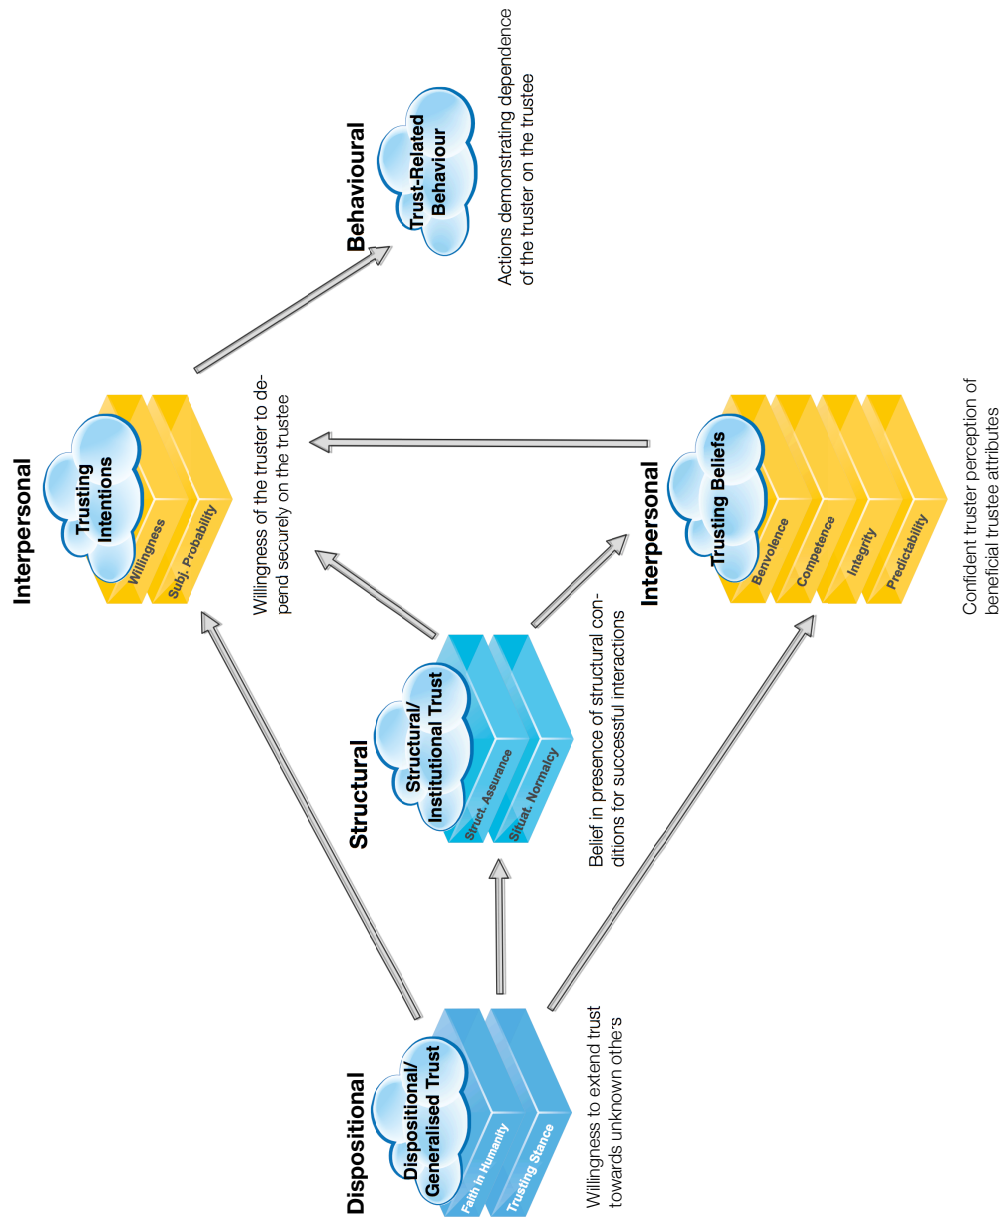 Dispositional
Dispositional/
Generalised Trust
Faith in Humanity
Trusting Stance
Willingness to extend trust
towards unknown others
Structural
Structural/
Institutional Trust
Struct. Assurance
Situat. Normalcy
Belief in presence of structural con-
ditions for successful interactions
Interpersonal
Trusting
Intentions
Willingness
Subj. Probability
Willingness of the truster to de-
pend securely on the trustee
Interpersonal
Trusting Beliefs
Benvolence
Competence
Integrity
Predictability
Confident truster perception of
beneficial trustee attributes
Behavioural
Trust-Related
Behaviour
Actions demonstrating dependence
of the truster on the trustee